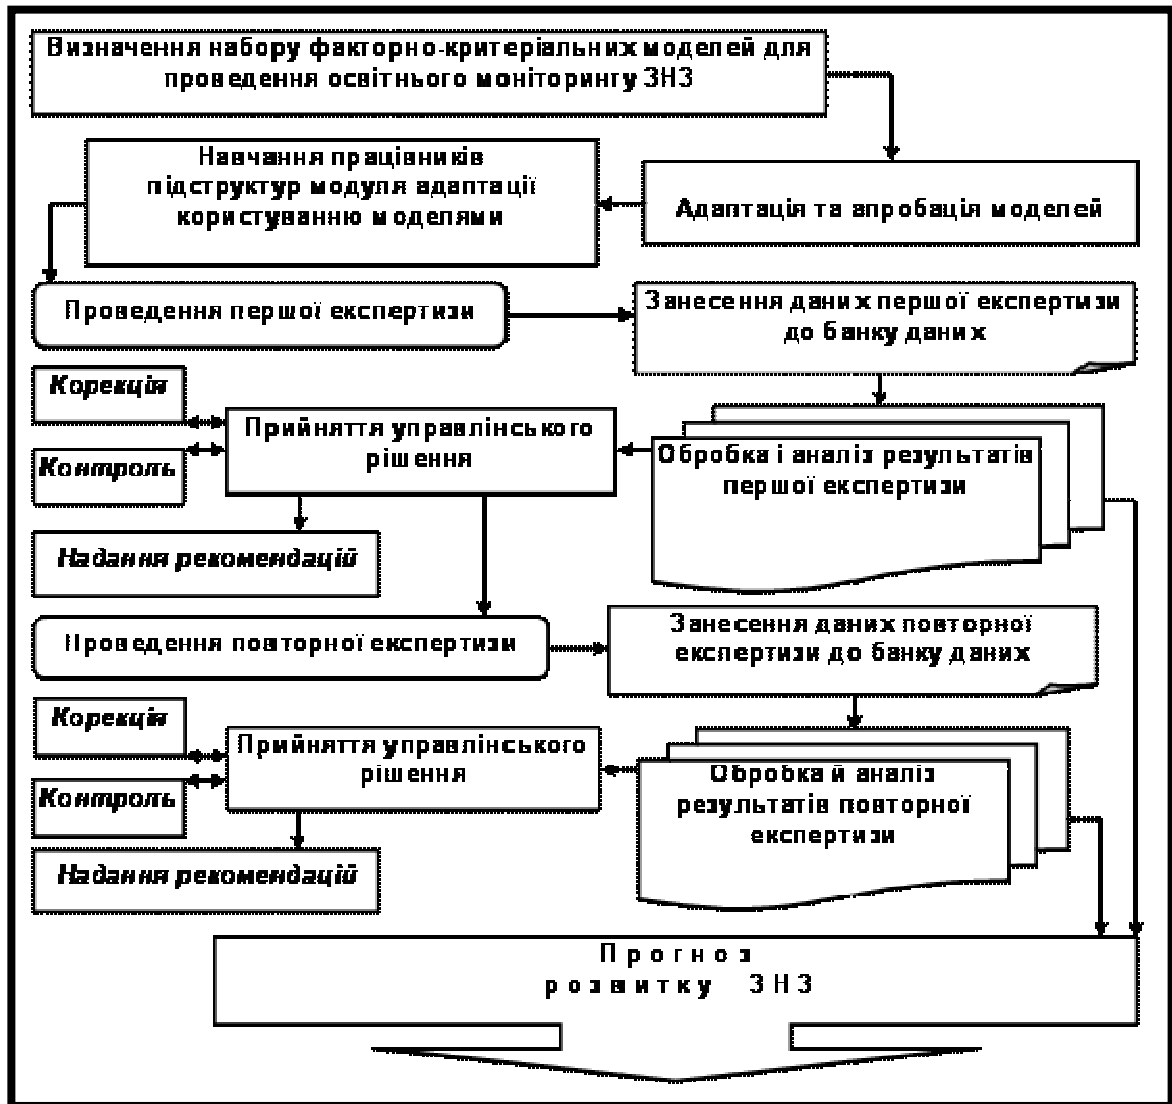 Визначення набору факторно-критеріальних моделей для
проведення освітнього моніторингу ЗНЗ
Навчання працівників
підструктур модуля адаптації
користуванню моделями
Адаптація та апробація моделей
Проведення першої експертизи
Занесення даних першої експертизи
до банку даних
Корекція
Контроль
Прийняття управлінського
рішення
Обробка і аналіз результатів
першої експертизи
Надання рекомендацій
Проведення повторної експертизи
Занесення даних повторної
експертизи до банку даних
Корекція
Контроль
Прийняття управлінського
рішення
Обробка й аналіз
результатів повторної
експертизи
Надання рекомендацій
Прогноз
розвитку ЗНЗ